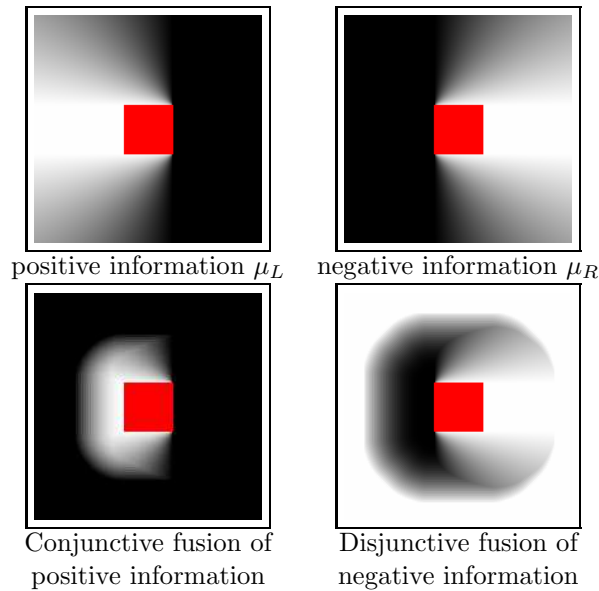 positive information μ_L
negative information μ_R
Conjunctive fusion of
positive information
Disjunctive fusion of
negative information